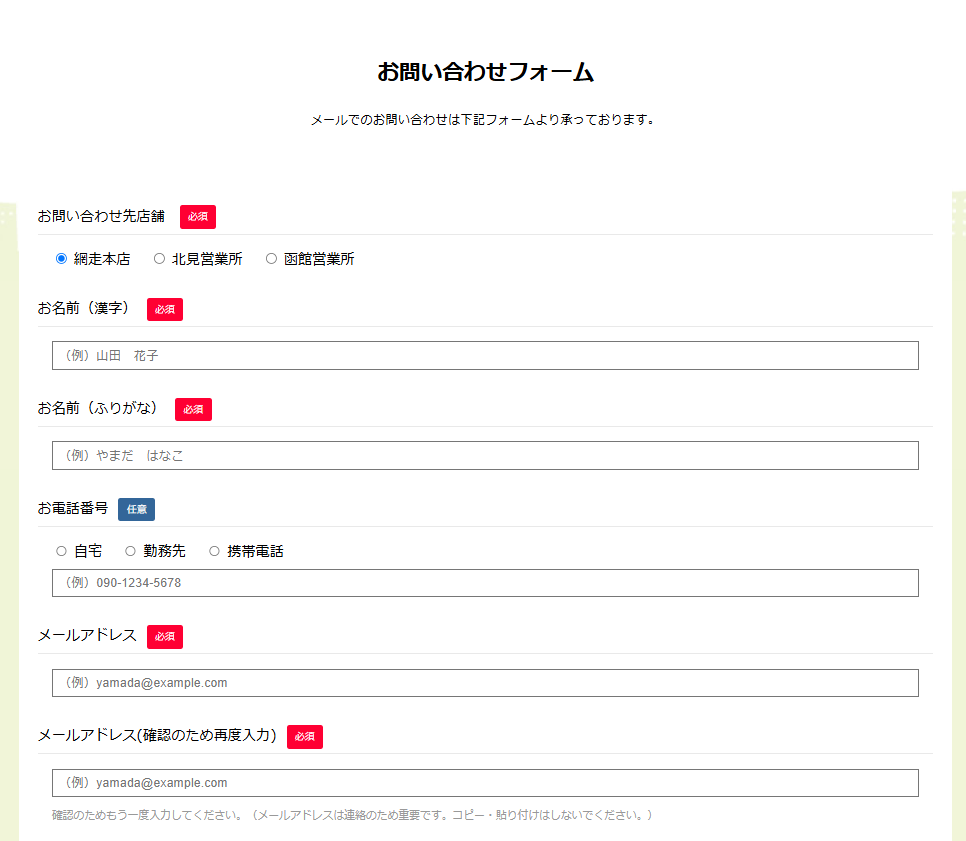 お問い合わせフォーム
メールでのお問い合わせは下記フォームより承っております。
お問い合わせ先店舗 必須
網走本店 北見営業所 函館営業所
お名前（漢字） 必須
（例）山田　花子
お名前（ふりがな） 必須
（例）やまだ　はなこ
お電話番号 任意
自宅 勤務先 携帯電話
（例）090-1234-5678
メールアドレス 必須
（例）yamada@example.com
メールアドレス(確認のため再度入力) 必須
（例）yamada@example.com
確認のためもう一度入力してください。（メールアドレスは連絡のため重要です。コピー・貼り付けはしないでください。）